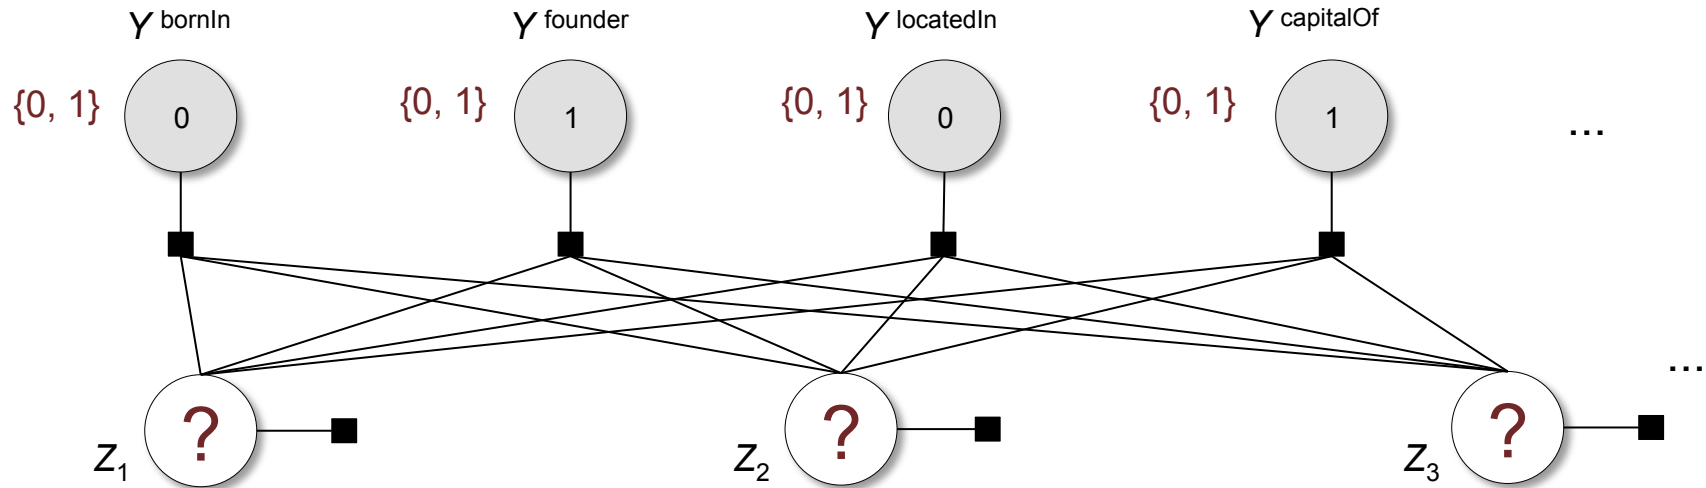 Y bornIn
Y founder
Y locatedIn
Y capitalOf
{0, 1}
0
{0, 1}
1
{0, 1}
0
{0, 1}
1
...
...
?
?
?
Z1
Z2
Z3